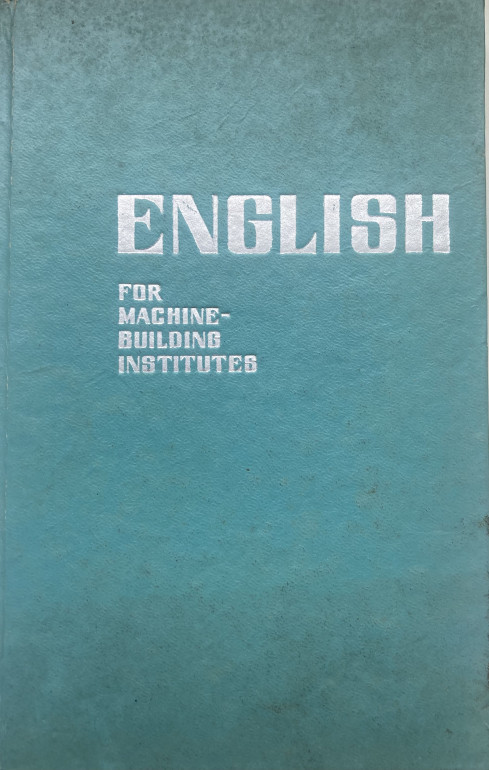 ENGLISH
FOR
MACHINE-
BUILDING
INSTITUTES